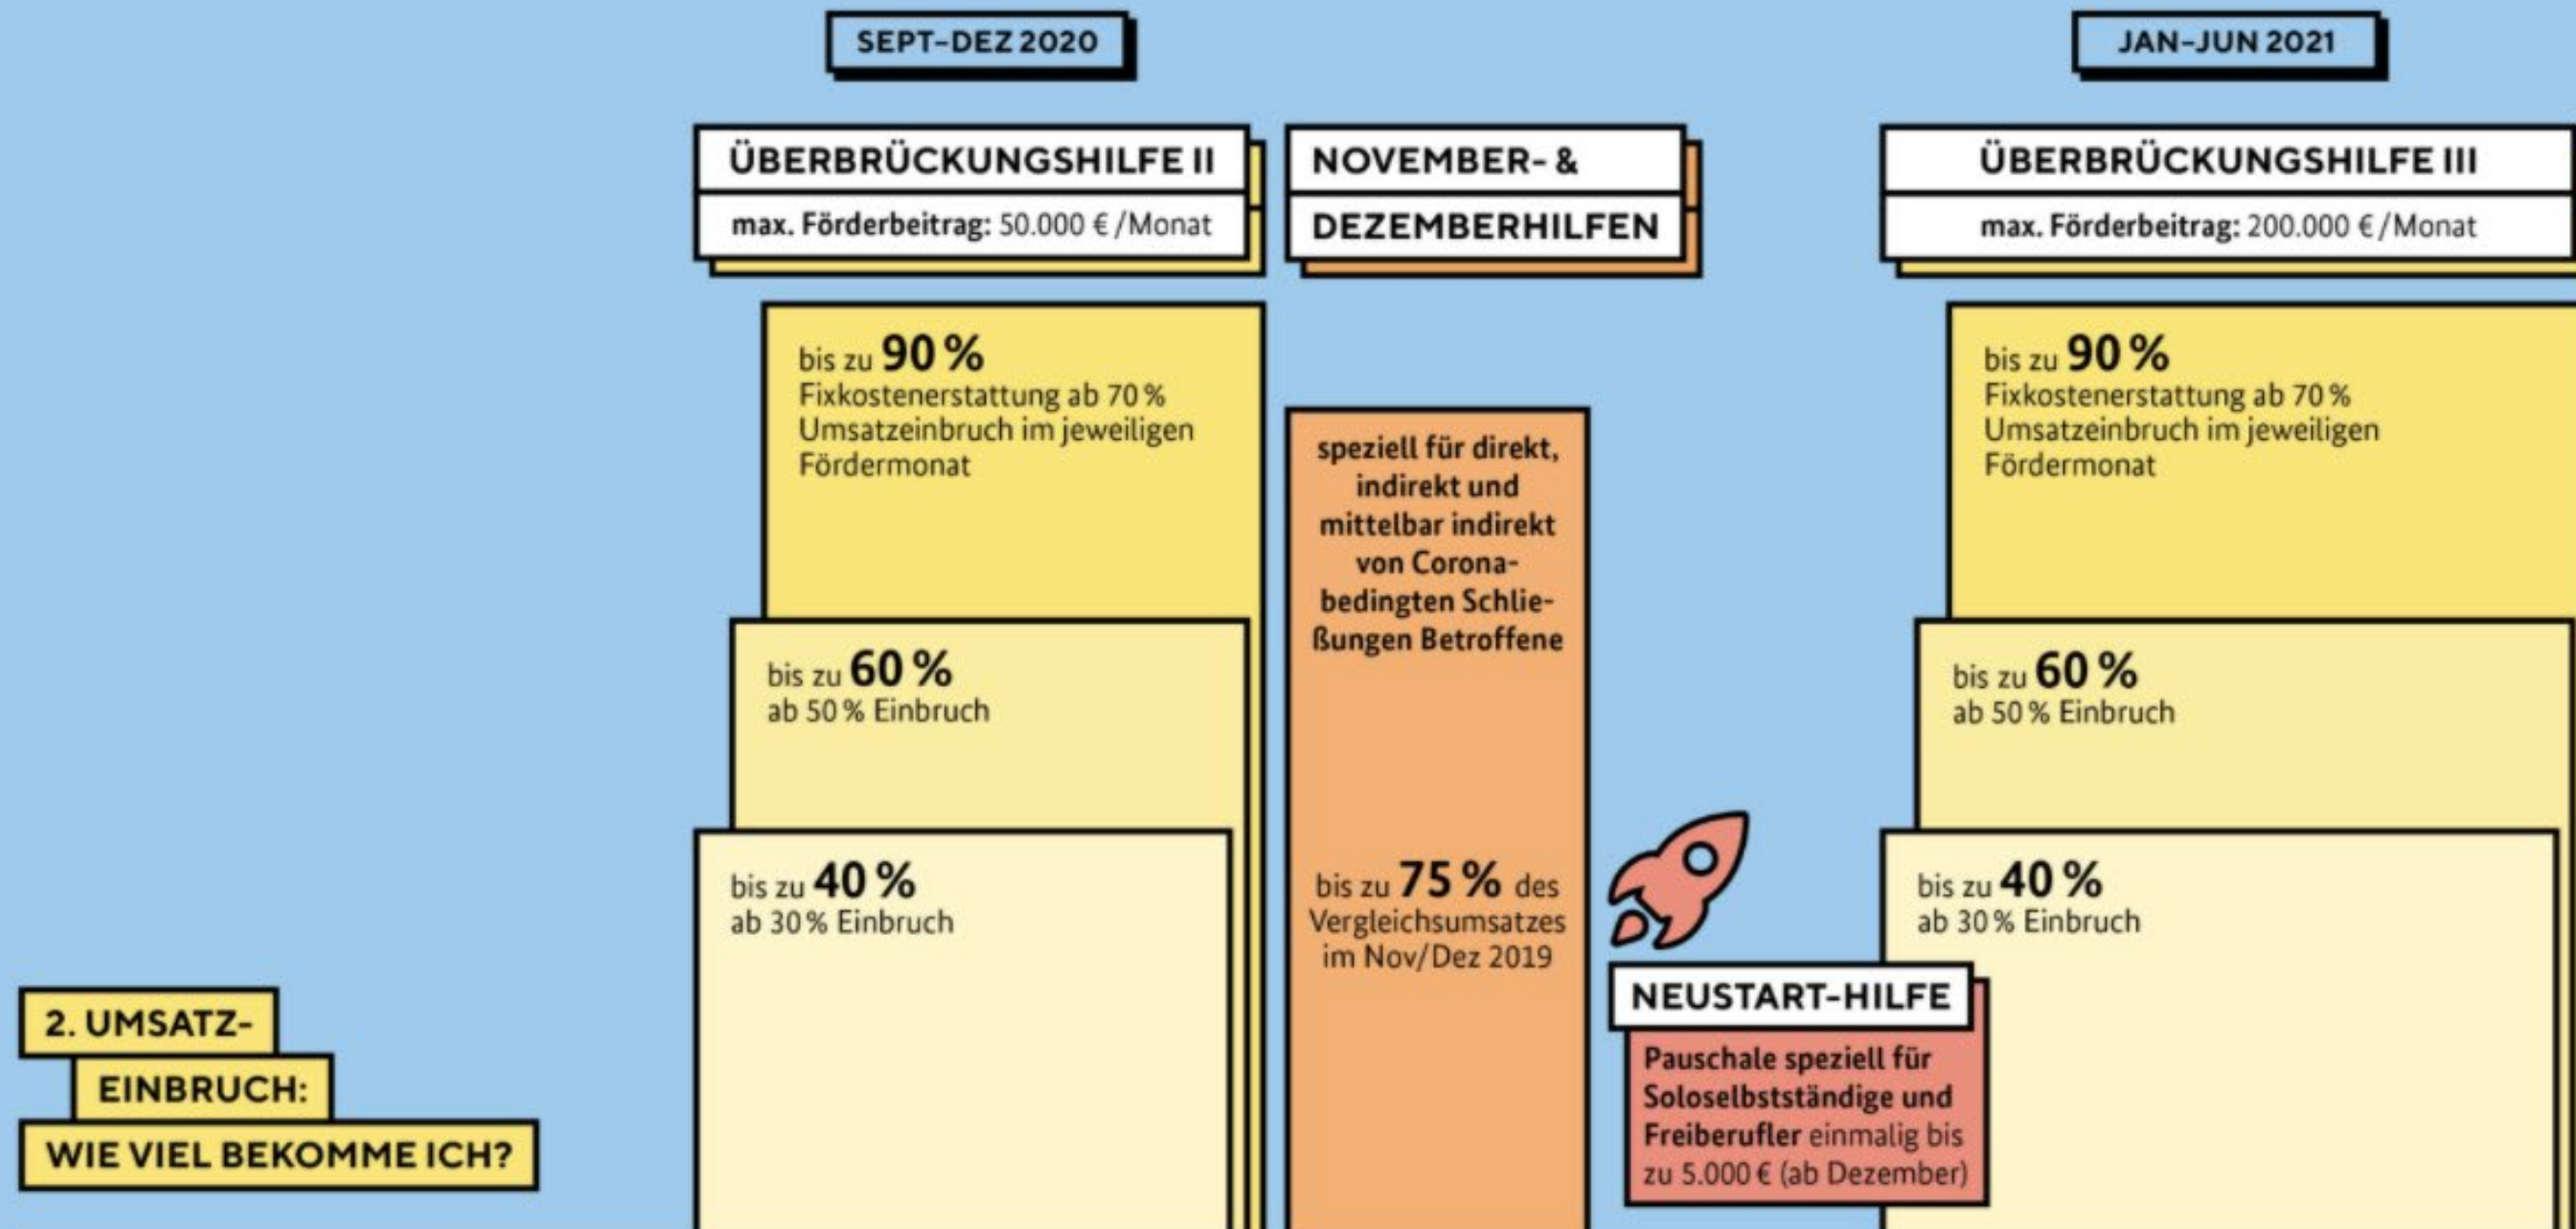 SEPT–DEZ 2020
ÜBERBRÜCKUNGSHILFE II
max. Förderbeitrag: 50.000 €/Monat
bis zu 90 %
Fixkostenerstattung ab 70 %
Umsatzeinbruch im jeweiligen
Fördermonat
bis zu 60 %
ab 50 % Einbruch
bis zu 40 %
ab 30 % Einbruch
NOVEMBER- &
DEZEMBERHILFEN
speziell für direkt,
indirekt und
mittelbar indirekt
von Corona-
bedingten Schlie-
ßungen Betroffene
bis zu 75 % des
Vergleichsumsatzes
im Nov/Dez 2019
NEUSTART-HILFE
Pauschale speziell für
Soloselbstständige und
Freiberufler einmalig bis
zu 5.000 € (ab Dezember)
JAN–JUN 2021
ÜBERBRÜCKUNGSHILFE III
max. Förderbeitrag: 200.000 €/Monat
bis zu 90 %
Fixkostenerstattung ab 70 %
Umsatzeinbruch im jeweiligen
Fördermonat
bis zu 60 %
ab 50 % Einbruch
bis zu 40 %
ab 30 % Einbruch
2. UMSATZ-
EINBRUCH:
WIE VIEL BEKOMME ICH?